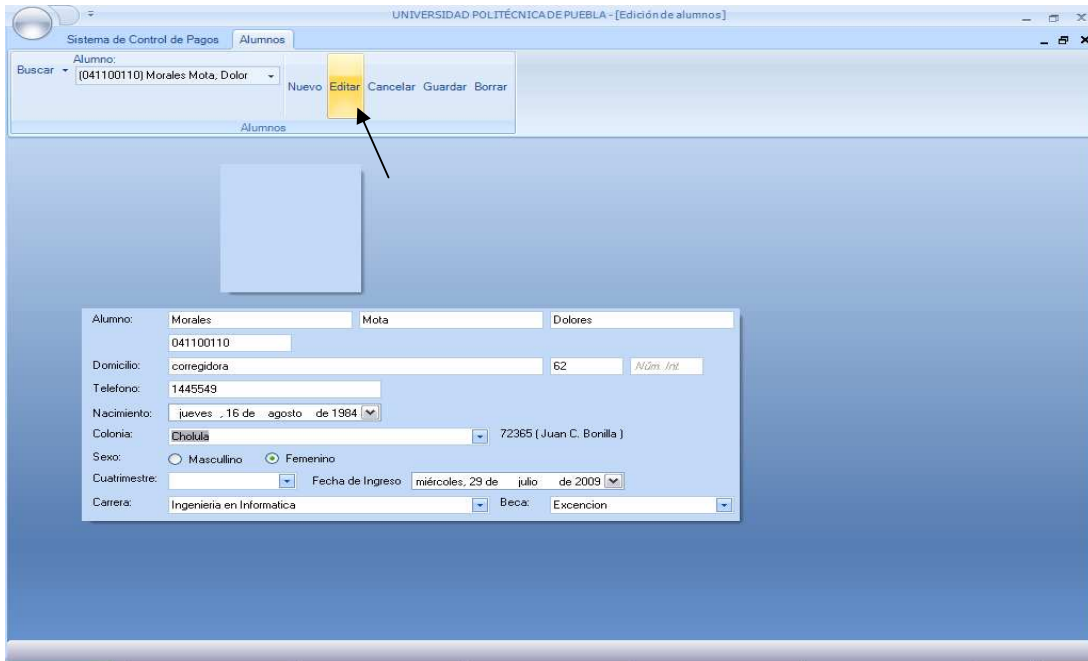 UNIVERSIDAD POLITÉCNICA DE PUEBLA - [Edición de alumnos]
Sistema de Control de Pagos Alumnos
Buscar Alumno:
(041100110) Morales Mota, Dolor
Nuevo Editar Cancelar Guardar Borrar
Alumnos
Alumno: Morales Mota Dolores
041100110
Domicilio: corregidora 62 Núm. Int.
Telefono: 1445549
Nacimiento: jueves , 16 de agosto de 1984
Colonia: Cholula 72365 ( Juan C. Bonilla )
Sexo: Mascullino Femenino
Cuatrimestre: Fecha de Ingreso miércoles, 29 de julio de 2009
Carrera: Ingenieria en Informatica Beca: Excencion